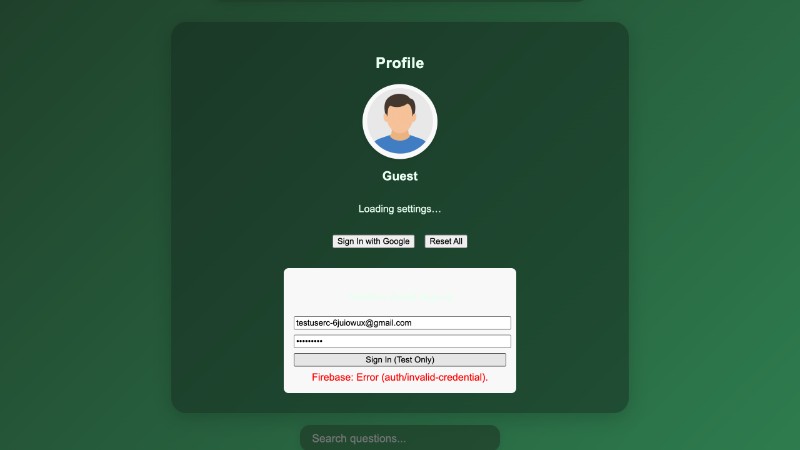 Profile
Guest
Loading settings...
Sign In with Google Reset All
testuserc-6juiowux@gmail.com
•••••••••
Sign In (Test Only)
Firebase: Error (auth/invalid-credential).
Search questions...